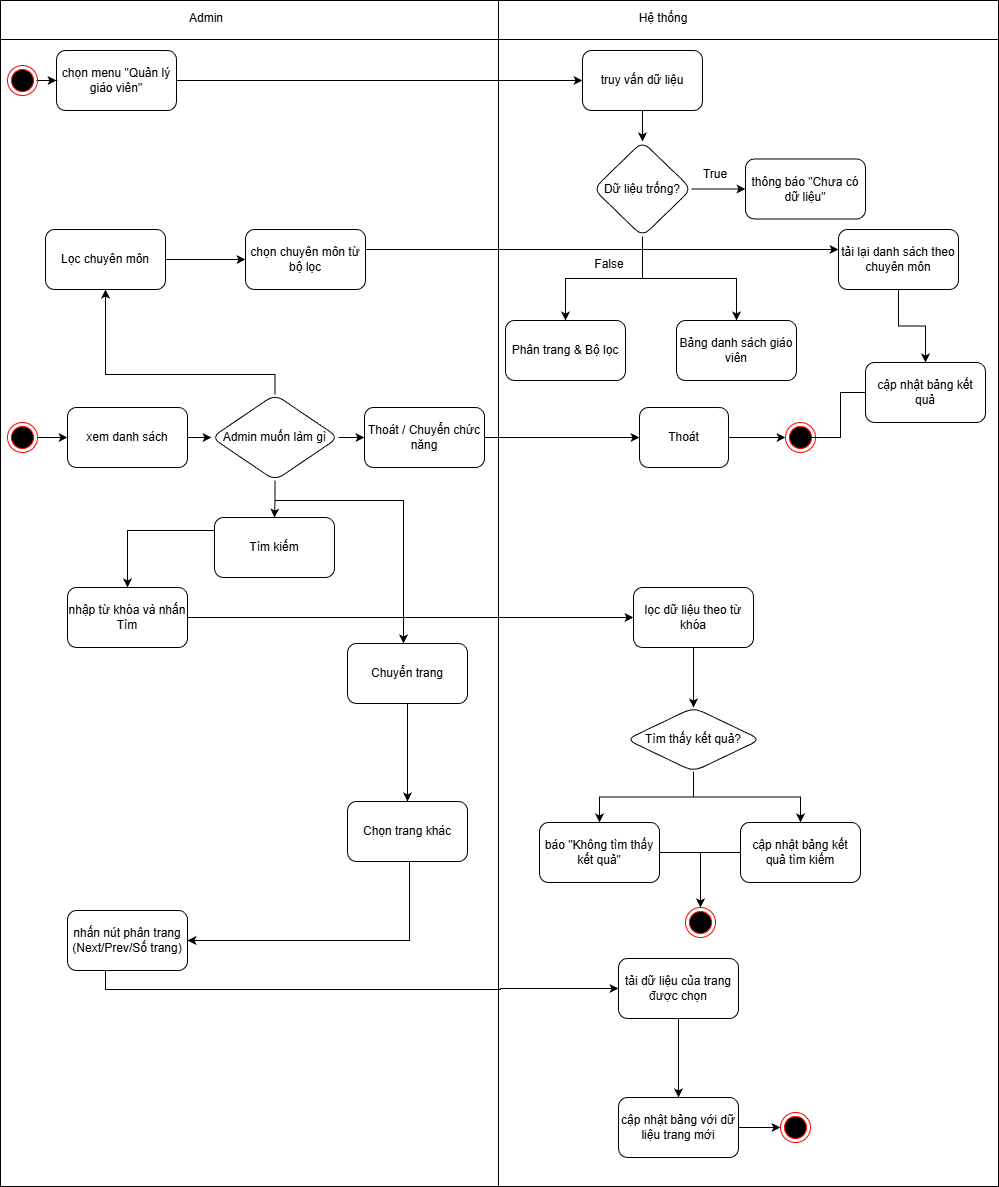 Admin
Hệ thống
chọn menu "Quản lý
giáo viên"
truy vấn dữ liệu
Dữ liệu trống?
True
thông báo "Chưa có
dữ liệu"
False
Lọc chuyên môn
chọn chuyên môn từ
bộ lọc
tải lại danh sách theo
chuyên môn
Phân trang & Bộ lọc
Bảng danh sách giáo
viên
cập nhật bảng kết
quả
xem danh sách
Admin muốn làm gì
Thoát / Chuyển chức
năng
Thoát
Tìm kiếm
nhập từ khóa và nhấn
Tìm
lọc dữ liệu theo từ
khóa
Chuyển trang
Tìm thấy kết quả?
Chọn trang khác
báo "Không tìm thấy
kết quả"
cập nhật bảng kết
quả tìm kiếm
nhấn nút phân trang
(Next/Prev/Số trang)
tải dữ liệu của trang
được chọn
cập nhật bảng với dữ
liệu trang mới